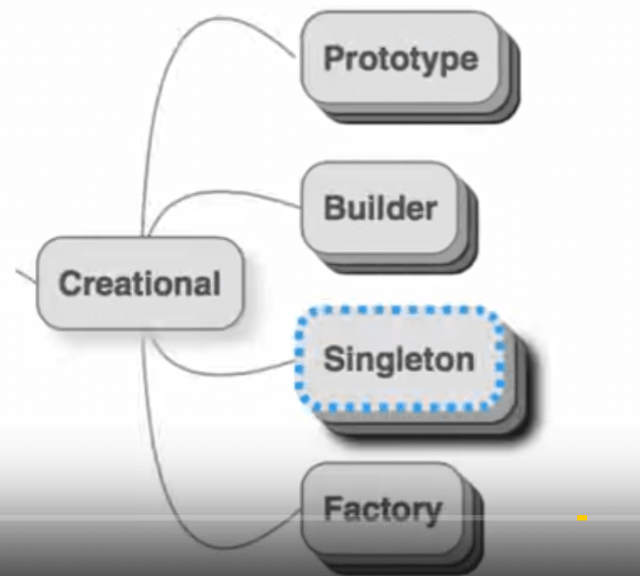 Prototype
Builder
Creational
Singleton
Factory